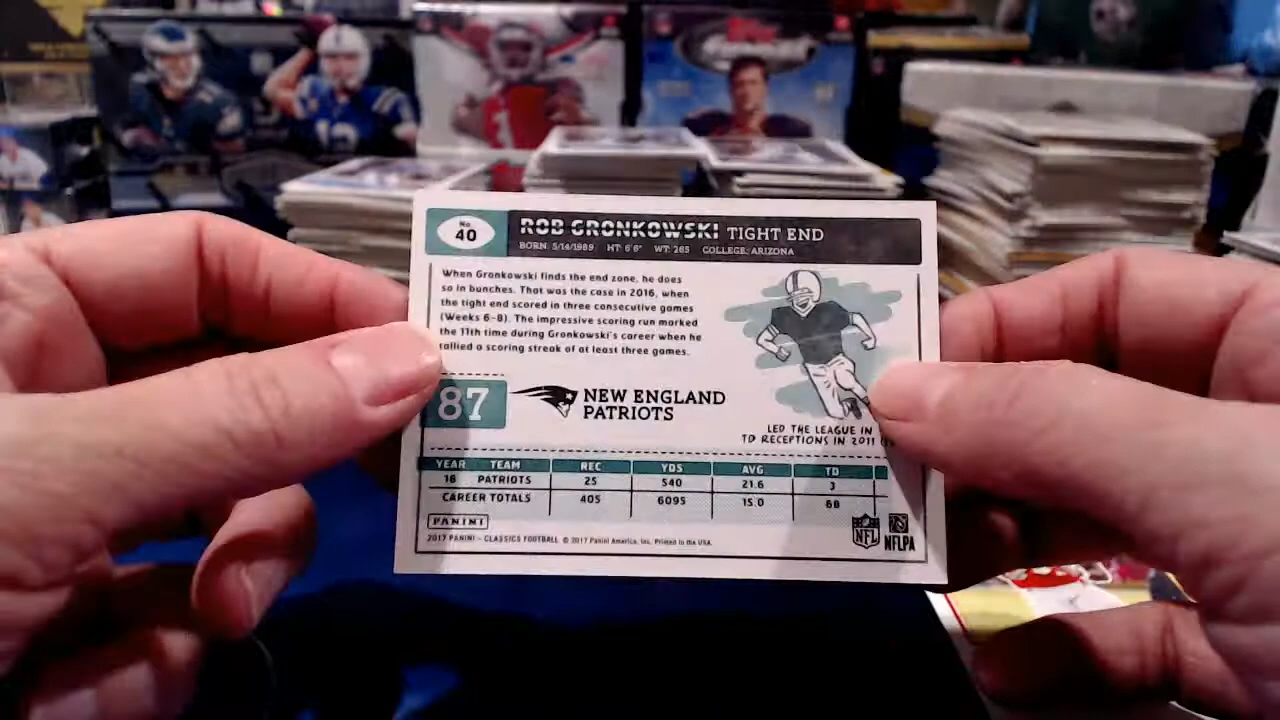 No.
40
ROB GRONKOWSKI TIGHT END
BORN: 5/14/1989 HT: 6'6" WT: 265 COLLEGE: ARIZONA
When Gronkowski finds the end zone, he does
so in bunches. That was the case in 2016, when
the tight end scored in three consecutive games
(Weeks 6–8). The impressive scoring run marked
the 11th time during Gronkowski's career when he
tallied a scoring streak of at least three games.
87
NEW ENGLAND
PATRIOTS
LED THE LEAGUE IN
TD RECEPTIONS IN 2011
YEAR TEAM REC YDS AVG TD
16 PATRIOTS 25 540 21.6 3
CAREER TOTALS 405 6095 15.0 68
PANINI
2017 PANINI – CLASSICS FOOTBALL © 2017 Panini America, Inc. Printed in the USA.
NFL
NFLPA